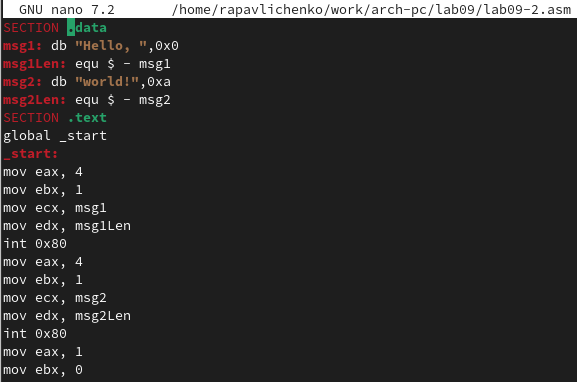 GNU nano 7.2 /home/rapavlichenko/work/arch-pc/lab09/lab09-2.asm
SECTION .data
msg1: db "Hello, ",0x0
msg1Len: equ $ - msg1
msg2: db "world!",0xa
msg2Len: equ $ - msg2
SECTION .text
global _start
_start:
mov eax, 4
mov ebx, 1
mov ecx, msg1
mov edx, msg1Len
int 0x80
mov eax, 4
mov ebx, 1
mov ecx, msg2
mov edx, msg2Len
int 0x80
mov eax, 1
mov ebx, 0